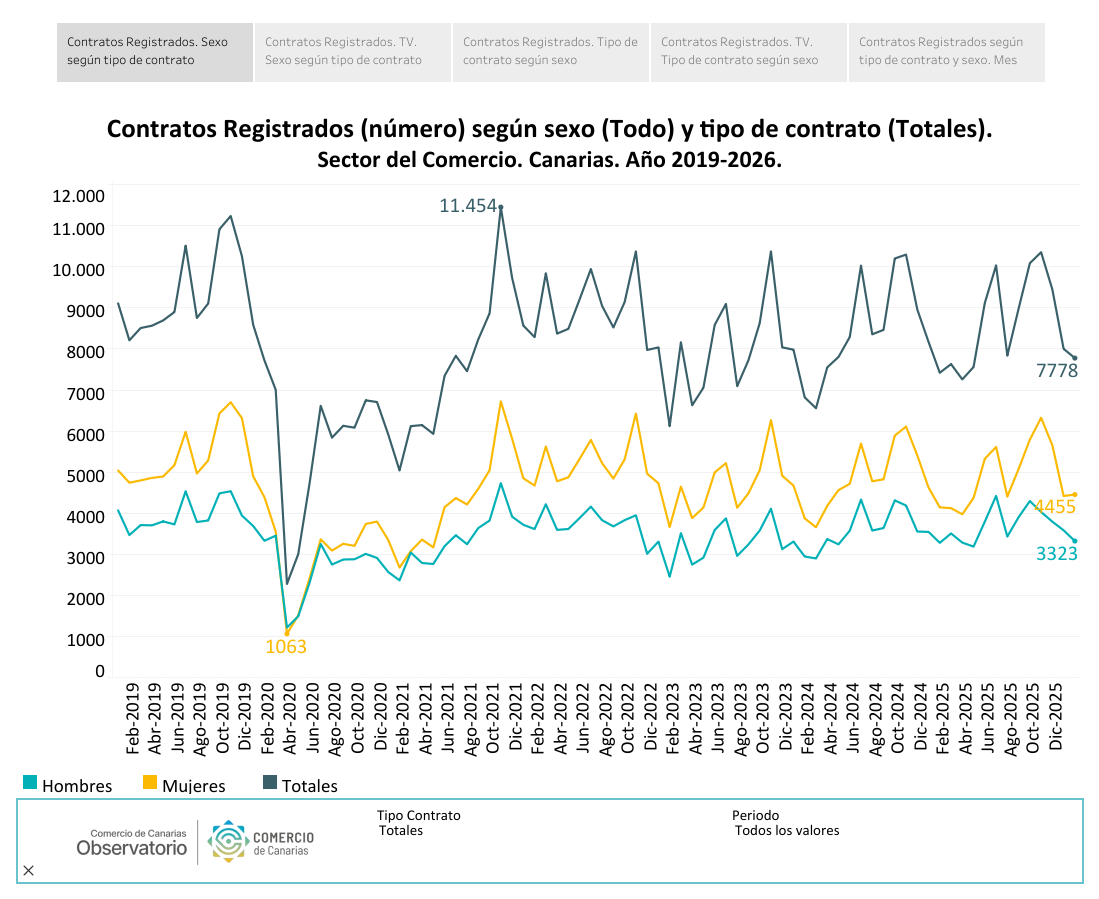 Contratos Registrados. Sexo
según tipo de contrato
Contratos Registrados. TV.
Sexo según tipo de contrato
Contratos Registrados. Tipo de
contrato según sexo
Contratos Registrados. TV.
Tipo de contrato según sexo
Contratos Registrados según
tipo de contrato y sexo. Mes
Contratos Registrados (número) según sexo (Todo) y tipo de contrato (Totales).
Sector del Comercio. Canarias. Año 2019-2026.
12.000
11.000
10.000
9000
8000
7000
6000
5000
4000
3000
2000
1000
0
11.454
7778
4455
3323
1063
Feb-2019
Abr-2019
Jun-2019
Ago-2019
Oct-2019
Dic-2019
Feb-2020
Abr-2020
Jun-2020
Ago-2020
Oct-2020
Dic-2020
Feb-2021
Abr-2021
Jun-2021
Ago-2021
Oct-2021
Dic-2021
Feb-2022
Abr-2022
Jun-2022
Ago-2022
Oct-2022
Dic-2022
Feb-2023
Abr-2023
Jun-2023
Ago-2023
Oct-2023
Dic-2023
Feb-2024
Abr-2024
Jun-2024
Ago-2024
Oct-2024
Dic-2024
Feb-2025
Abr-2025
Jun-2025
Ago-2025
Oct-2025
Dic-2025
Hombres
Mujeres
Totales
Comercio de Canarias
Observatorio
COMERCIO
de Canarias
Tipo Contrato
Totales
Periodo
Todos los valores